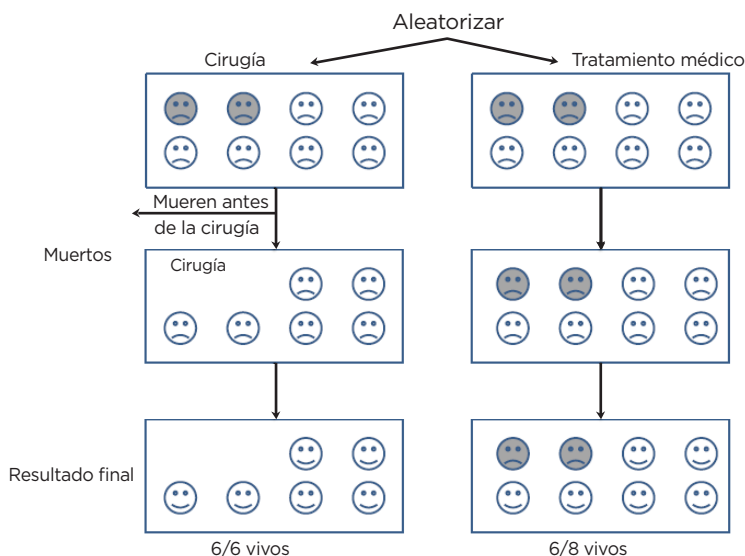 Aleatorizar
Cirugía
Tratamiento médico
Mueren antes
de la cirugía
Muertos
Cirugía
Resultado final
6/6 vivos
6/8 vivos